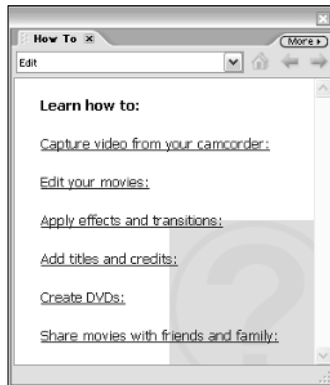 How To
More
Edit
Learn how to:
Capture video from your camcorder:
Edit your movies:
Apply effects and transitions:
Add titles and credits:
Create DVDs:
Share movies with friends and family: